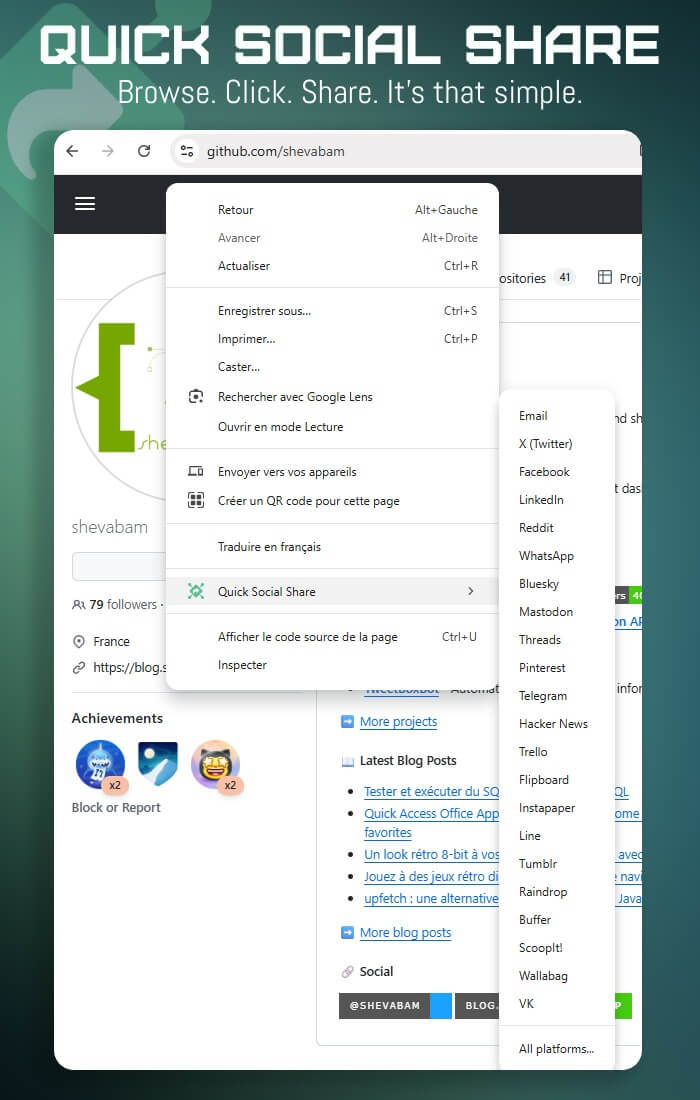 QUICK SOCIAL SHARE
Browse. Click. Share. It's that simple.
github.com/shevabam
Retour Alt+Gauche
Avancer Alt+Droite
Actualiser Ctrl+R
Enregistrer sous... Ctrl+S
Imprimer... Ctrl+P
Caster...
Rechercher avec Google Lens
Ouvrir en mode Lecture
Envoyer vers vos appareils
Créer un QR code pour cette page
Traduire en français
Quick Social Share
Afficher le code source de la page Ctrl+U
Inspecter
Email
X (Twitter)
Facebook
LinkedIn
Reddit
WhatsApp
Bluesky
Mastodon
Threads
Pinterest
Telegram
Hacker News
Trello
Flipboard
Instapaper
Line
Tumblr
Raindrop
Buffer
ScoopIt!
Wallabag
VK
All platforms...
ositories 41 Proj
she
shevabam
79 followers ·
France
https://blog.s
Achievements
x2
x2
Block or Report
TweetBoxBot
More projects
Latest Blog Posts
Tester et exécuter du SQ QL
Quick Access Office App ome
favorites
Un look rétro 8-bit à vos avec
Jouez à des jeux rétro di navi
upfetch : une alternative Java
More blog posts
Social
@SHEVABAM BLOG. P